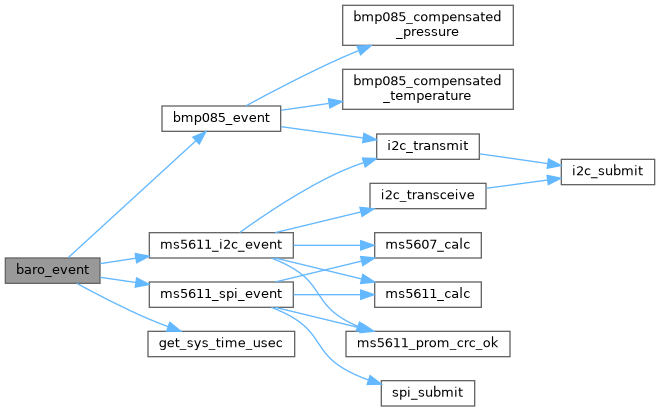 bmp085_compensated
_pressure
bmp085_compensated
_temperature
bmp085_event
i2c_transmit
i2c_submit
i2c_transceive
ms5611_i2c_event
ms5607_calc
baro_event
ms5611_spi_event
ms5611_calc
get_sys_time_usec
ms5611_prom_crc_ok
spi_submit